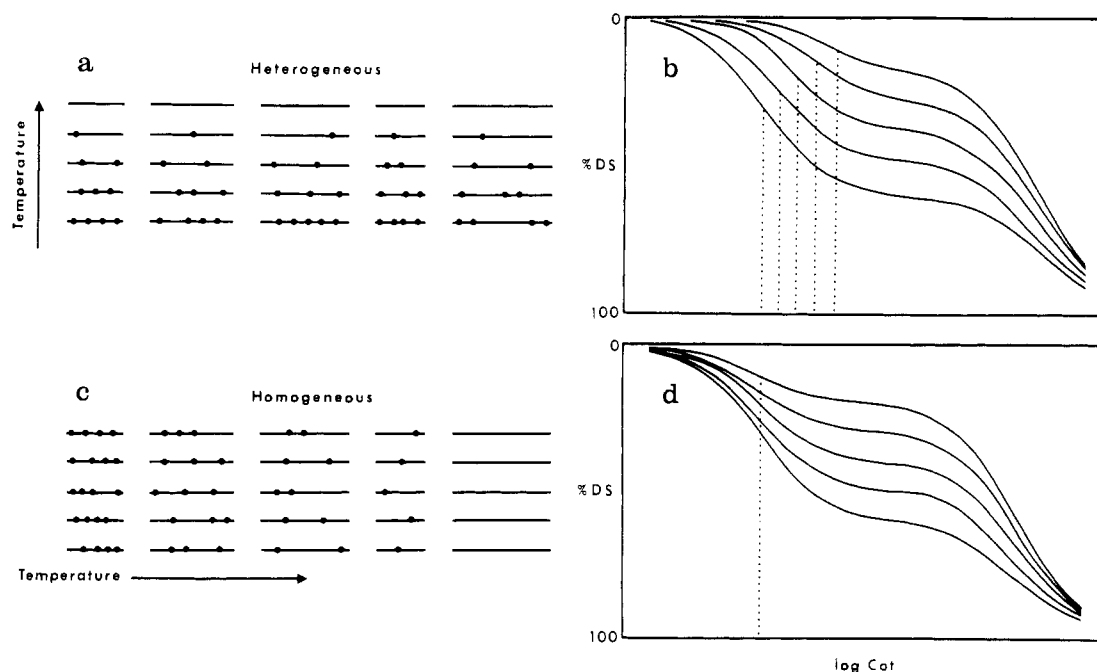 a
Heterogeneous
Temperature
b
0
%DS
100
c
Homogeneous
Temperature
d
0
%DS
100
log Cot